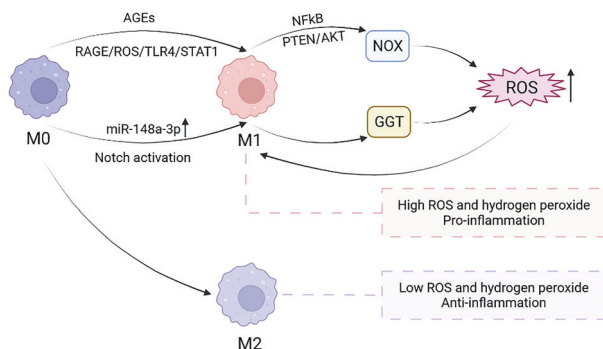 AGEs
RAGE/ROS/TLR4/STAT1
NFkB
PTEN/AKT
NOX
ROS
M0
miR-148a-3p
Notch activation
M1
GGT
High ROS and hydrogen peroxide
Pro-inflammation
Low ROS and hydrogen peroxide
Anti-inflammation
M2